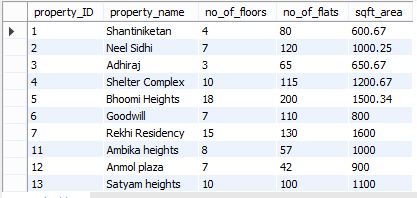 property_ID property_name no_of_floors no_of_flats sqft_area
1 Shantiniketan 4 80 600.67
2 Neel Sidhi 7 120 1000.25
3 Adhiraj 3 65 650.67
4 Shelter Complex 10 115 1200.67
5 Bhoomi Heights 18 200 1500.34
6 Goodwill 7 110 800
7 Rekhi Residency 15 130 1600
11 Ambika heights 8 57 1000
12 Anmol plaza 7 42 900
13 Satyam heights 10 100 1100